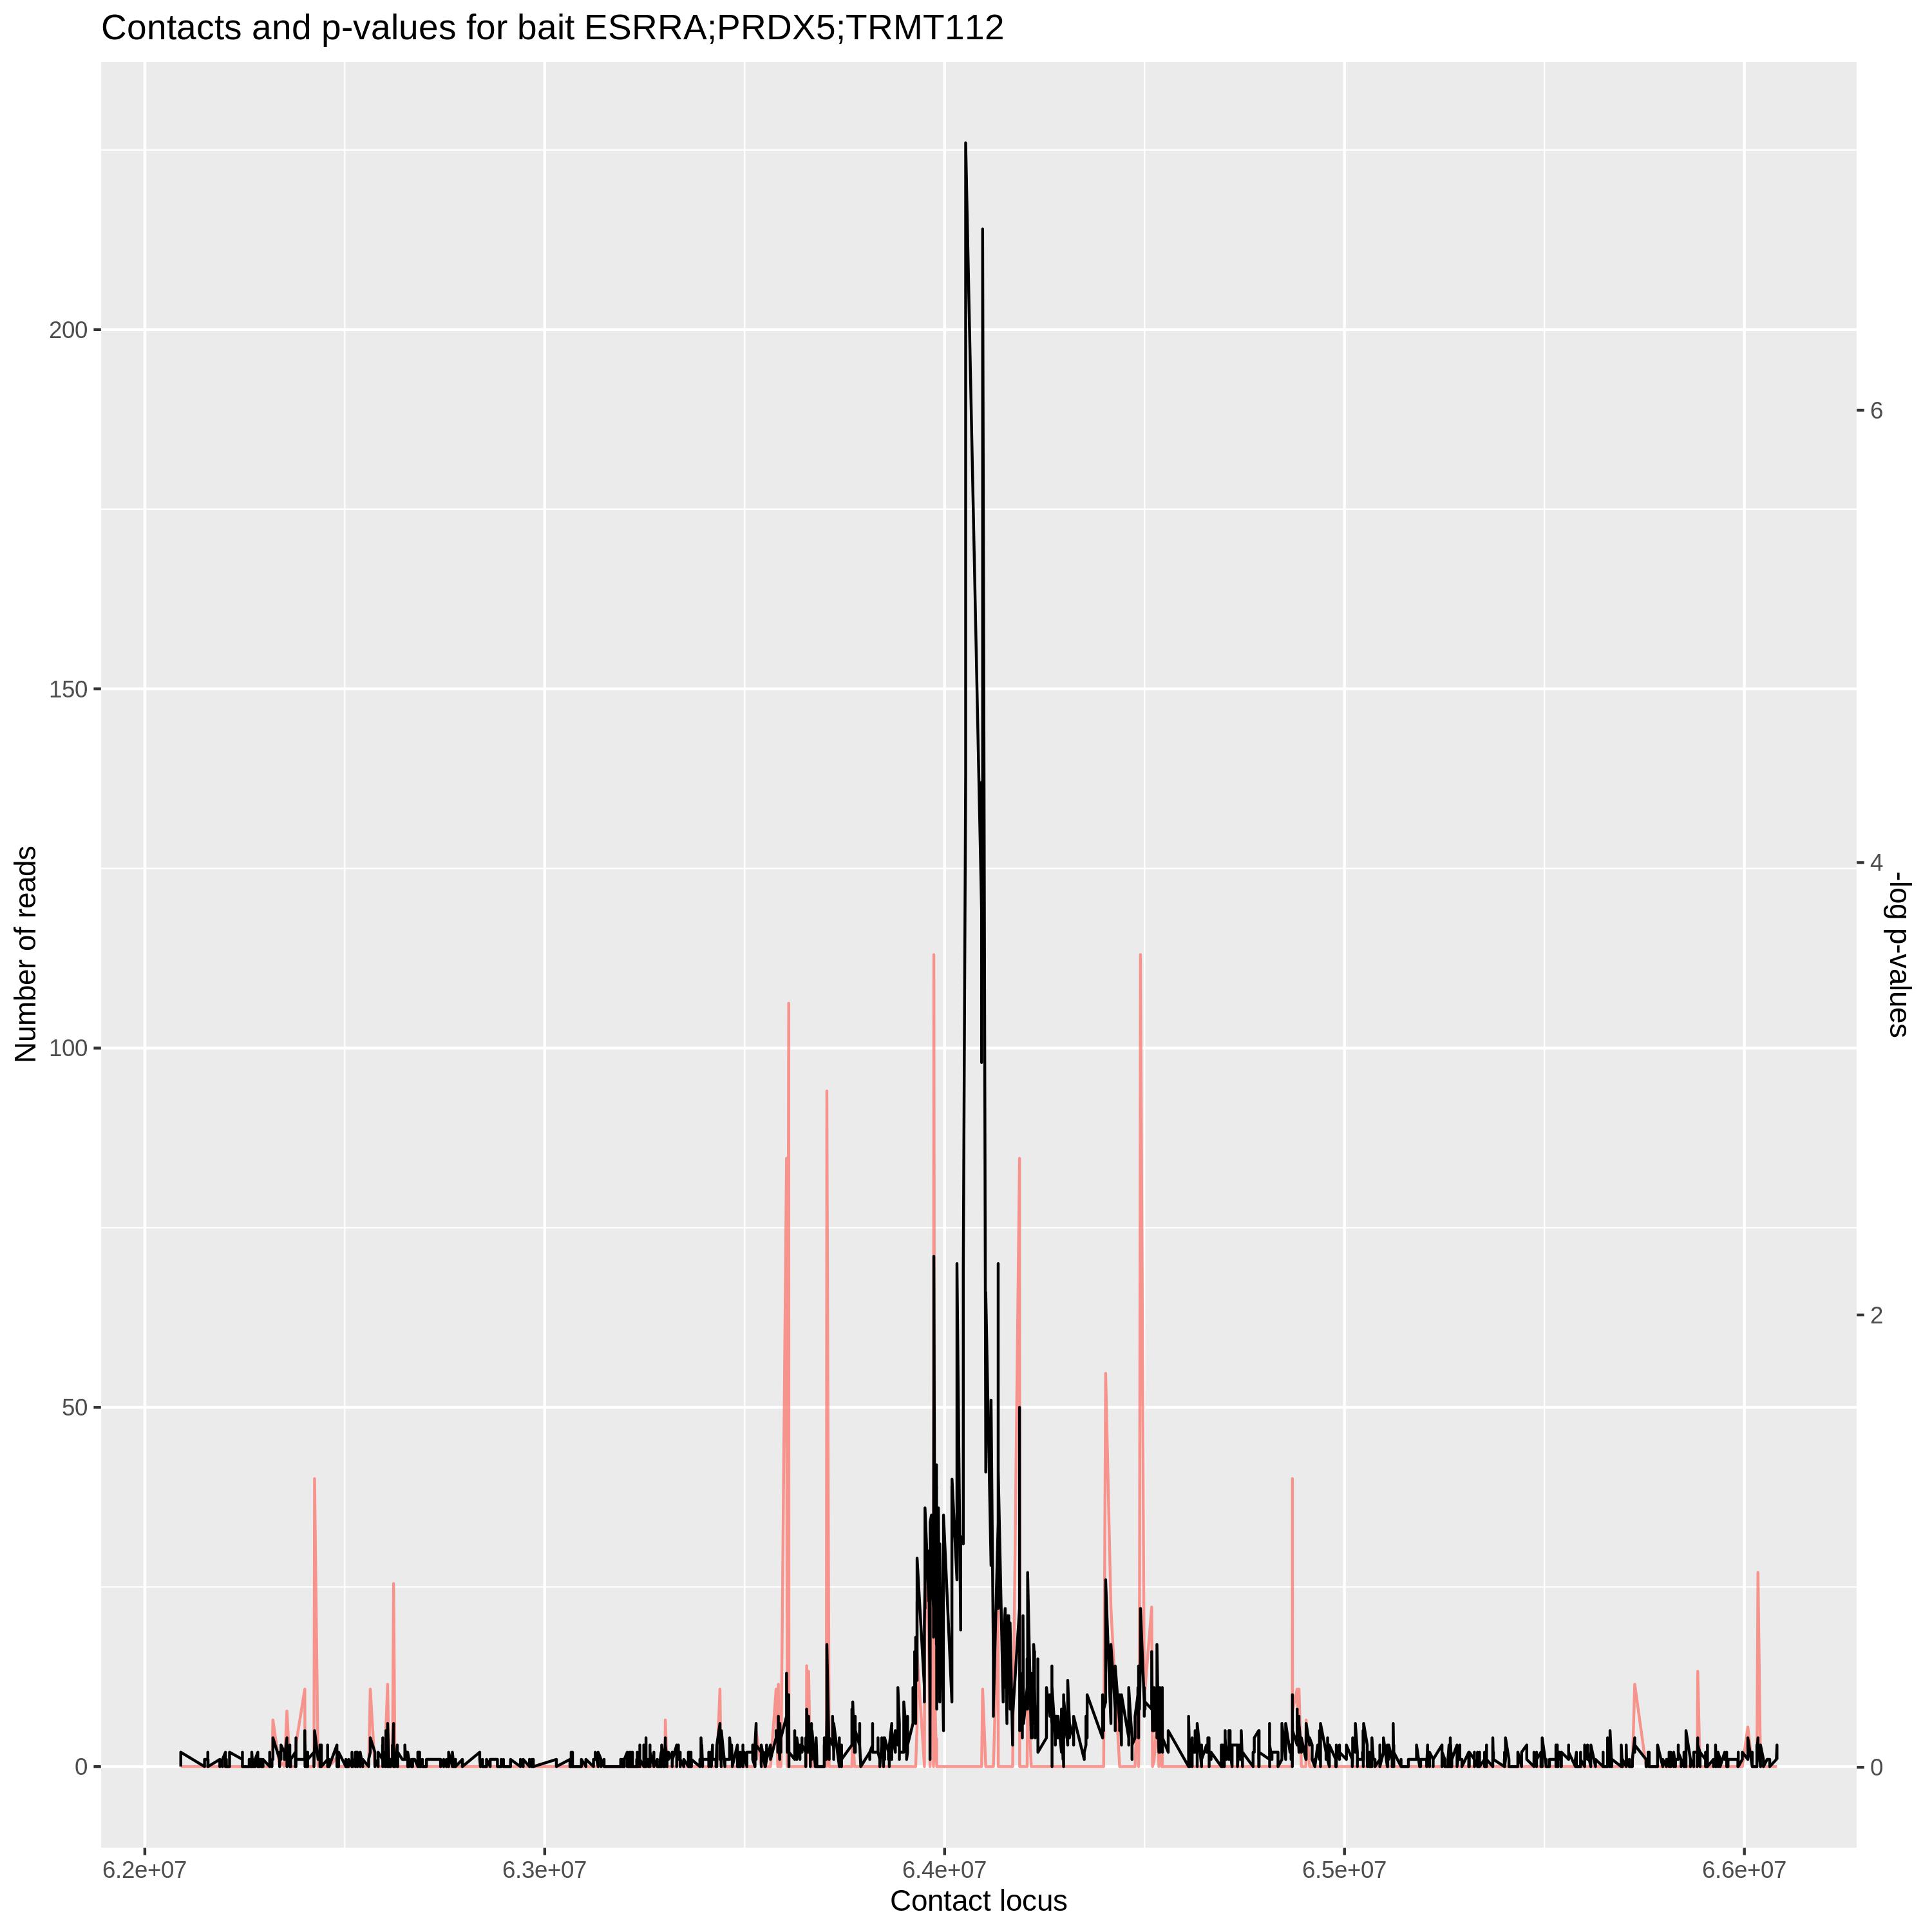 Contacts and p-values for bait ESRRA;PRDX5;TRMT112
Number of reads
200
150
100
50
0
6
4
2
0
-log p-values
6.2e+07 6.3e+07 6.4e+07 6.5e+07 6.6e+07
Contact locus